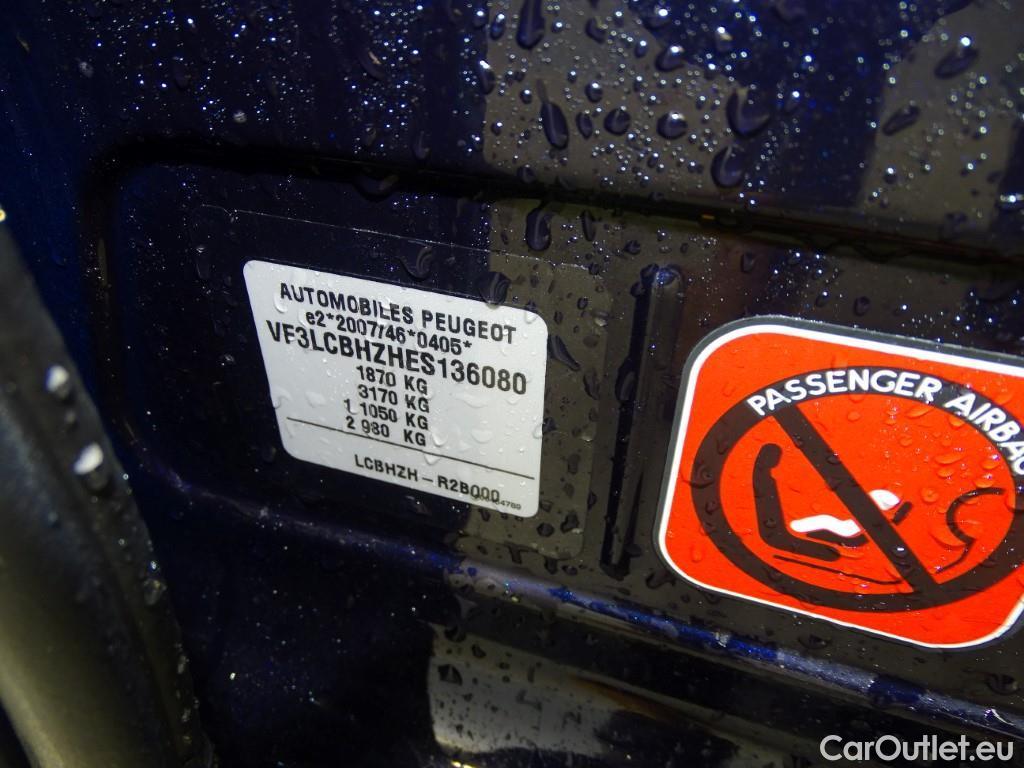 AUTOMOBILES PEUGEOT
e2*2007/46*0405*
VF3LCBHZHES136080
1870 KG
3170 KG
1 1050 KG
2 980 KG
LCBHZH - R2B000
PASSENGER AIRBAG
CarOutlet.eu